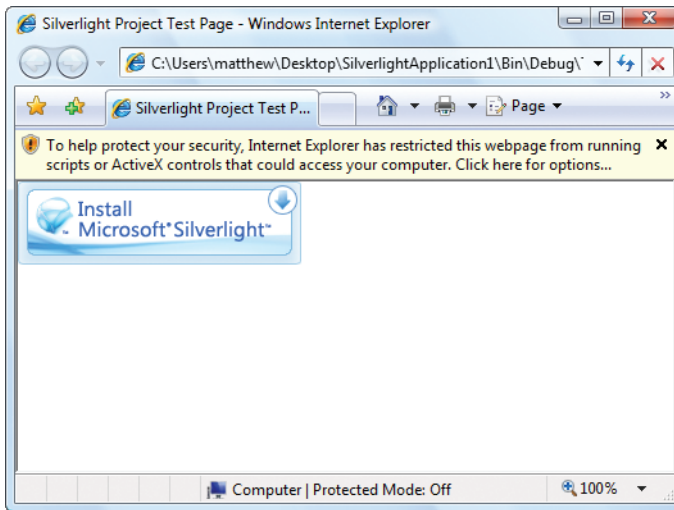 Silverlight Project Test Page - Windows Internet Explorer
C:\Users\matthew\Desktop\SilverlightApplication1\Bin\Debug\
Silverlight Project Test P...
Page
To help protect your security, Internet Explorer has restricted this webpage from running
scripts or ActiveX controls that could access your computer. Click here for options...
Install
Microsoft® Silverlight™
Computer | Protected Mode: Off
100%